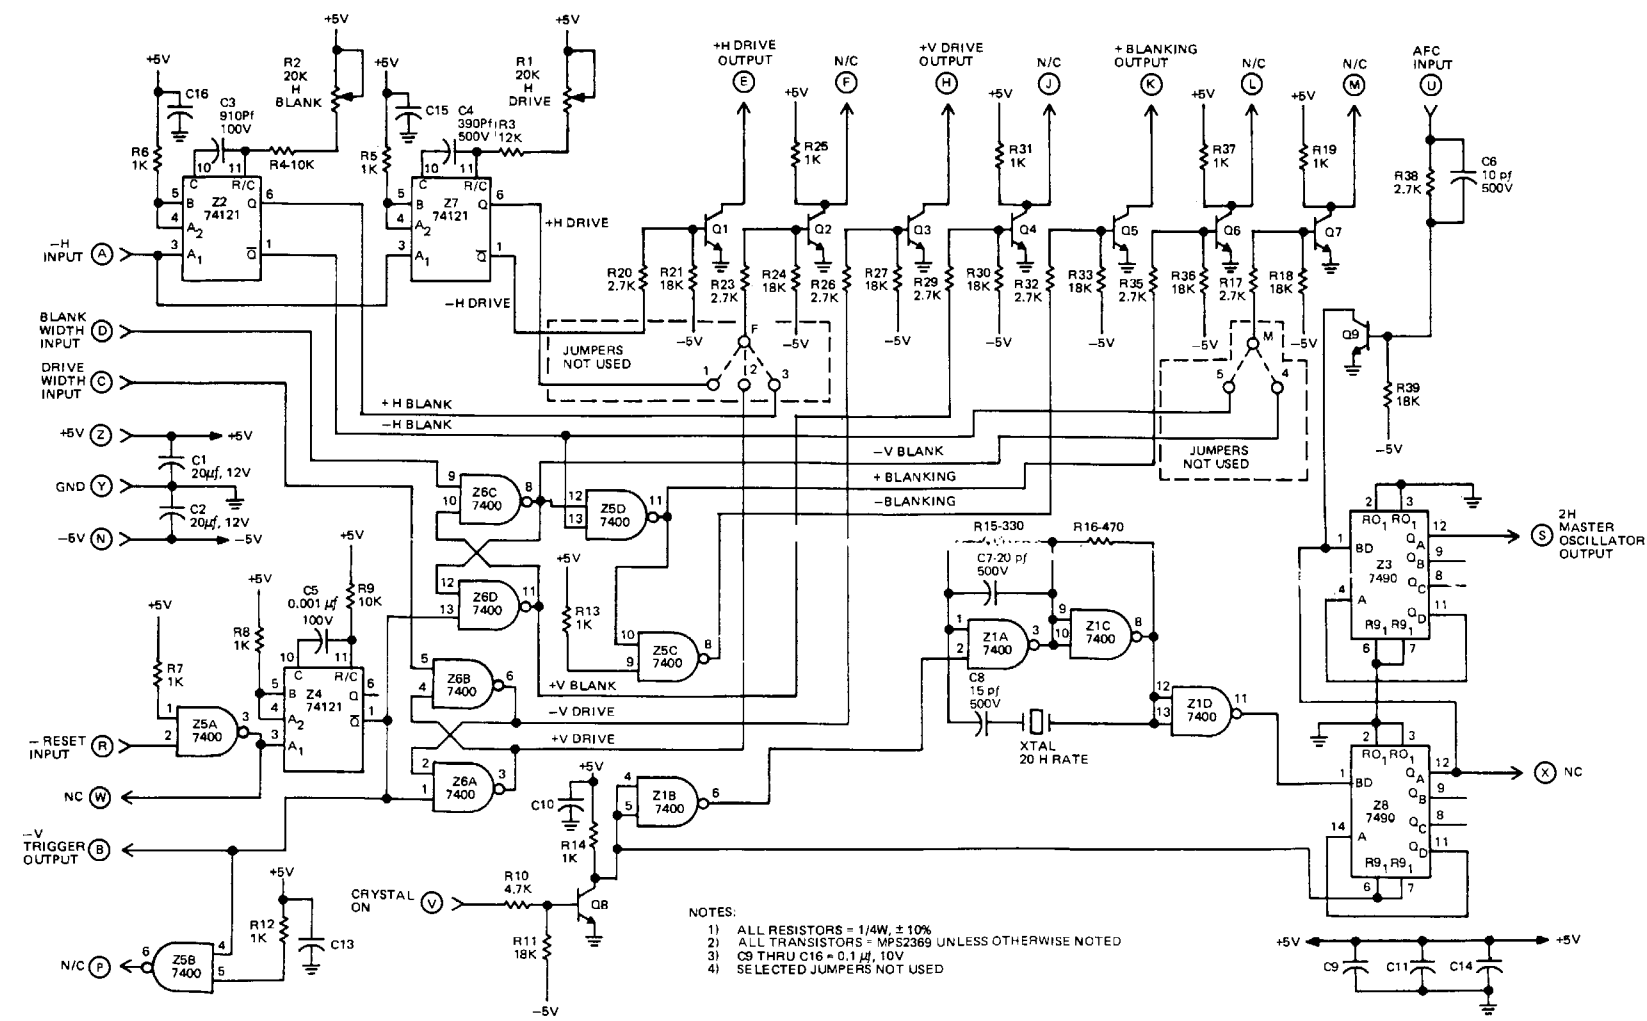 +5V
+5V
+5V
+5V
C16
C3
910Pf
100V
R2
20K
H
BLANK
R6
1K
10
11
R4-10K
C
R/C
5
B
Z2
74121
Q
6
4
A2
3
A1
Q
1
C15
C4
390Pf
500V
R3
12K
R1
20K
H
DRIVE
R5
1K
10
11
C
R/C
5
B
Z7
74121
Q
6
4
A2
3
A1
Q
1
+H DRIVE
−H DRIVE
+H DRIVE
OUTPUT
E
N/C
F
+V DRIVE
OUTPUT
H
N/C
J
+ BLANKING
OUTPUT
K
N/C
L
N/C
M
AFC
INPUT
U
+5V
R25
1K
+5V
R31
1K
+5V
R37
1K
+5V
R19
1K
R38
2.7K
C6
10 pf
500V
Q1
Q2
Q3
Q4
Q5
Q6
Q7
R20
2.7K
R21
18K
R23
2.7K
R24
18K
R26
2.7K
R27
18K
R29
2.7K
R30
18K
R32
2.7K
R33
18K
R35
2.7K
R36
18K
R17
2.7K
R18
18K
−5V
−5V
−5V
−5V
−5V
−5V
−5V
Q9
R39
18K
−5V
JUMPERS
NOT USED
F
1
2
3
M
5
4
JUMPERS
NOT USED
−H
INPUT
A
BLANK
WIDTH
INPUT
D
DRIVE
WIDTH
INPUT
C
+5V
Z
+5V
C1
20μf, 12V
GND
Y
C2
20μf, 12V
−5V
N
−5V
+H BLANK
−H BLANK
−V BLANK
+ BLANKING
−BLANKING
9
10
Z6C
7400
8
12
13
Z5D
7400
11
12
13
Z6D
7400
11
+5V
R13
1K
10
9
Z5C
7400
8
5
4
Z6B
7400
6
2
1
Z6A
7400
3
+V BLANK
−V DRIVE
+V DRIVE
+5V
R7
1K
+5V
R8
1K
C5
0.001 μf
100V
+5V
R9
10K
10
11
C
R/C
5
B
Z4
74121
Q
6
4
A2
3
A1
Q
1
1
2
Z5A
7400
3
− RESET
INPUT
R
NC
W
−V
TRIGGER
OUTPUT
B
+5V
R12
1K
C13
4
5
6
Z5B
7400
N/C
P
R15-330
R16-470
C7-20 pf
500V
1
2
Z1A
7400
3
9
10
Z1C
7400
8
C8
15 pf
500V
XTAL
20 H RATE
12
13
Z1D
7400
11
+5V
C10
R14
1K
4
5
Z1B
7400
6
CRYSTAL
ON
V
R10
4.7K
R11
18K
−5V
Q8
2
3
RO1
RO1
1
BD
QA
12
QB
9
Z3
7490
QC
8
4
A
QD
11
R91
R91
6
7
2H
MASTER
OSCILLATOR
OUTPUT
S
2
3
RO1
RO1
1
BD
QA
12
QB
9
Z8
7490
QC
8
14
A
QD
11
R91
R91
6
7
X
NC
+5V
+5V
C9
C11
C14
NOTES:
1) ALL RESISTORS = 1/4W, ± 10%
2) ALL TRANSISTORS = MPS2369 UNLESS OTHERWISE NOTED
3) C9 THRU C16 = 0.1 μf, 10V
4) SELECTED JUMPERS NOT USED